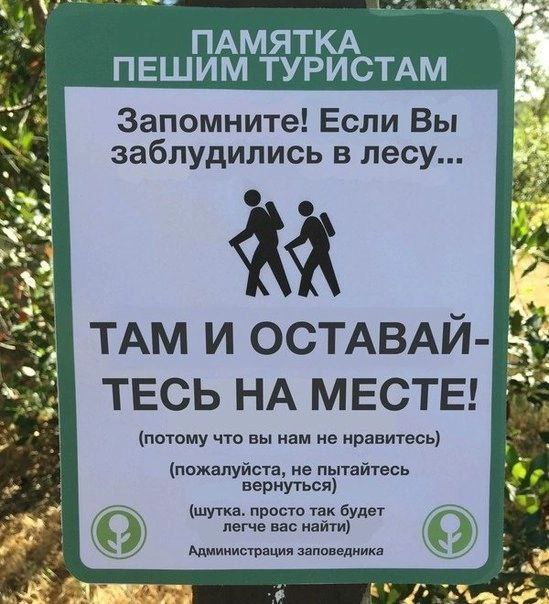 ПАМЯТКА
ПЕШИМ ТУРИСТАМ
Запомните! Если Вы
заблудились в лесу...
ТАМ И ОСТАВАЙ-
ТЕСЬ НА МЕСТЕ!
(потому что вы нам не нравитесь)
(пожалуйста, не пытайтесь
вернуться)
(шутка. просто так будет
легче вас найти)
Администрация заповедника